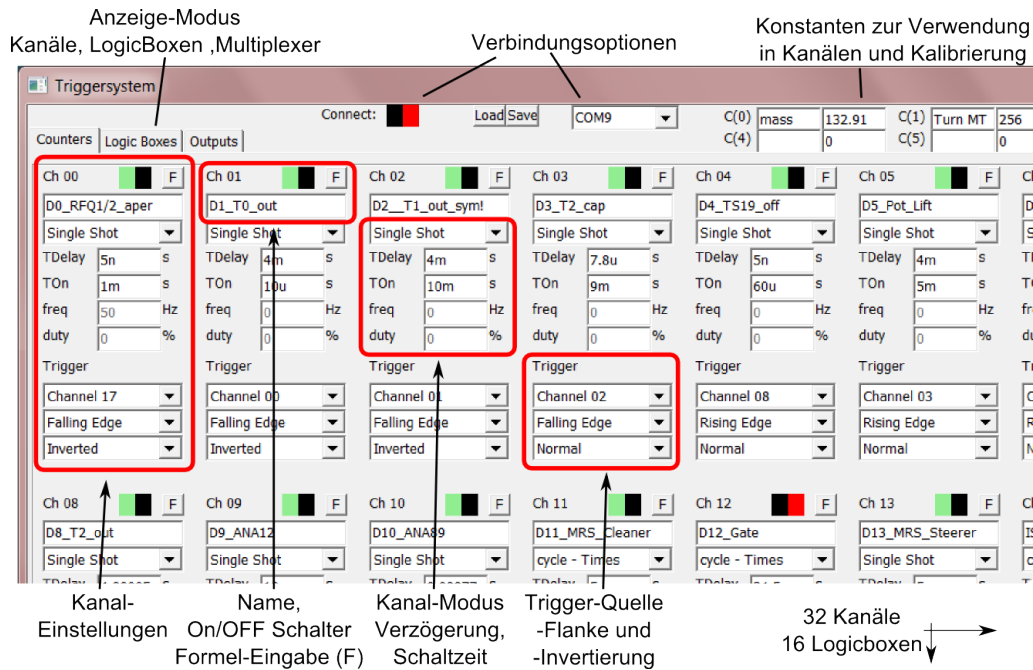 Anzeige-Modus
Kanäle, LogicBoxen ,Multiplexer
Verbindungsoptionen
Konstanten zur Verwendung
in Kanälen und Kalibrierung
Triggersystem
Connect: Load Save COM9 C(0) mass 132.91 C(1) Turn MT 256
C(4) 0 C(5) 0
Counters Logic Boxes Outputs
Ch 00 F Ch 01 F Ch 02 F Ch 03 F Ch 04 F Ch 05 F
D0_RFQ1/2_aper D1_T0_out D2__T1_out_sym! D3_T2_cap D4_TS19_off D5_Pot_Lift
Single Shot Single Shot Single Shot Single Shot Single Shot Single Shot
TDelay 5n s TDelay 4m s TDelay 4m s TDelay 7.8u s TDelay 5n s TDelay 4m s
TOn 1m s TOn 10u s TOn 10m s TOn 9m s TOn 60u s TOn 5m s
freq 50 Hz freq 0 Hz freq 0 Hz freq 0 Hz freq 0 Hz freq 0 Hz
duty 0 % duty 0 % duty 0 % duty 0 % duty 0 % duty 0 %
Trigger Trigger Trigger Trigger Trigger Trigger
Channel 17 Channel 00 Channel 01 Channel 02 Channel 08 Channel 03
Falling Edge Falling Edge Falling Edge Falling Edge Rising Edge Rising Edge
Inverted Inverted Inverted Normal Normal Normal
Ch 08 F Ch 09 F Ch 10 F Ch 11 F Ch 12 F Ch 13 F
D8_T2_out D9_ANA12 D10_ANA89 D11_MRS_Cleaner D12_Gate D13_MRS_Steerer
Single Shot Single Shot Single Shot cycle - Times cycle - Times Single Shot
Kanal-
Einstellungen
Name,
On/OFF Schalter
Formel-Eingabe (F)
Kanal-Modus
Verzögerung,
Schaltzeit
Trigger-Quelle
-Flanke und
-Invertierung
32 Kanäle
16 Logicboxen